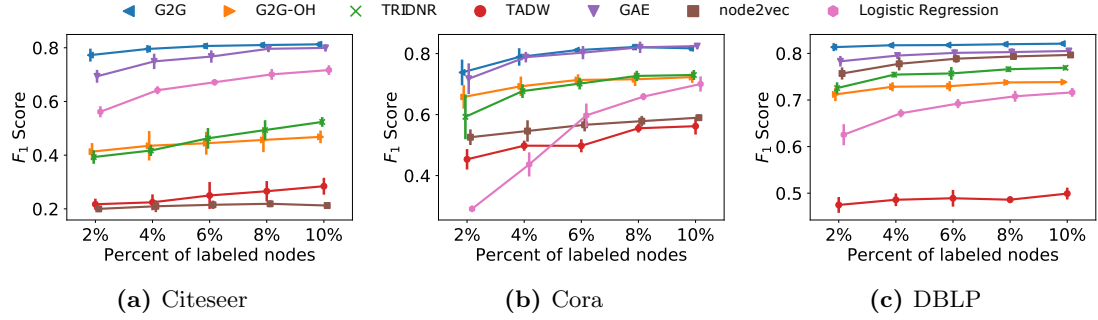 G2G G2G-OH TRIDNR TADW GAE node2vec Logistic Regression
F1 Score
0.8
0.6
0.4
0.2
2% 4% 6% 8% 10%
Percent of labeled nodes
(a) Citeseer
F1 Score
0.8
0.6
0.4
2% 4% 6% 8% 10%
Percent of labeled nodes
(b) Cora
F1 Score
0.8
0.7
0.6
0.5
2% 4% 6% 8% 10%
Percent of labeled nodes
(c) DBLP